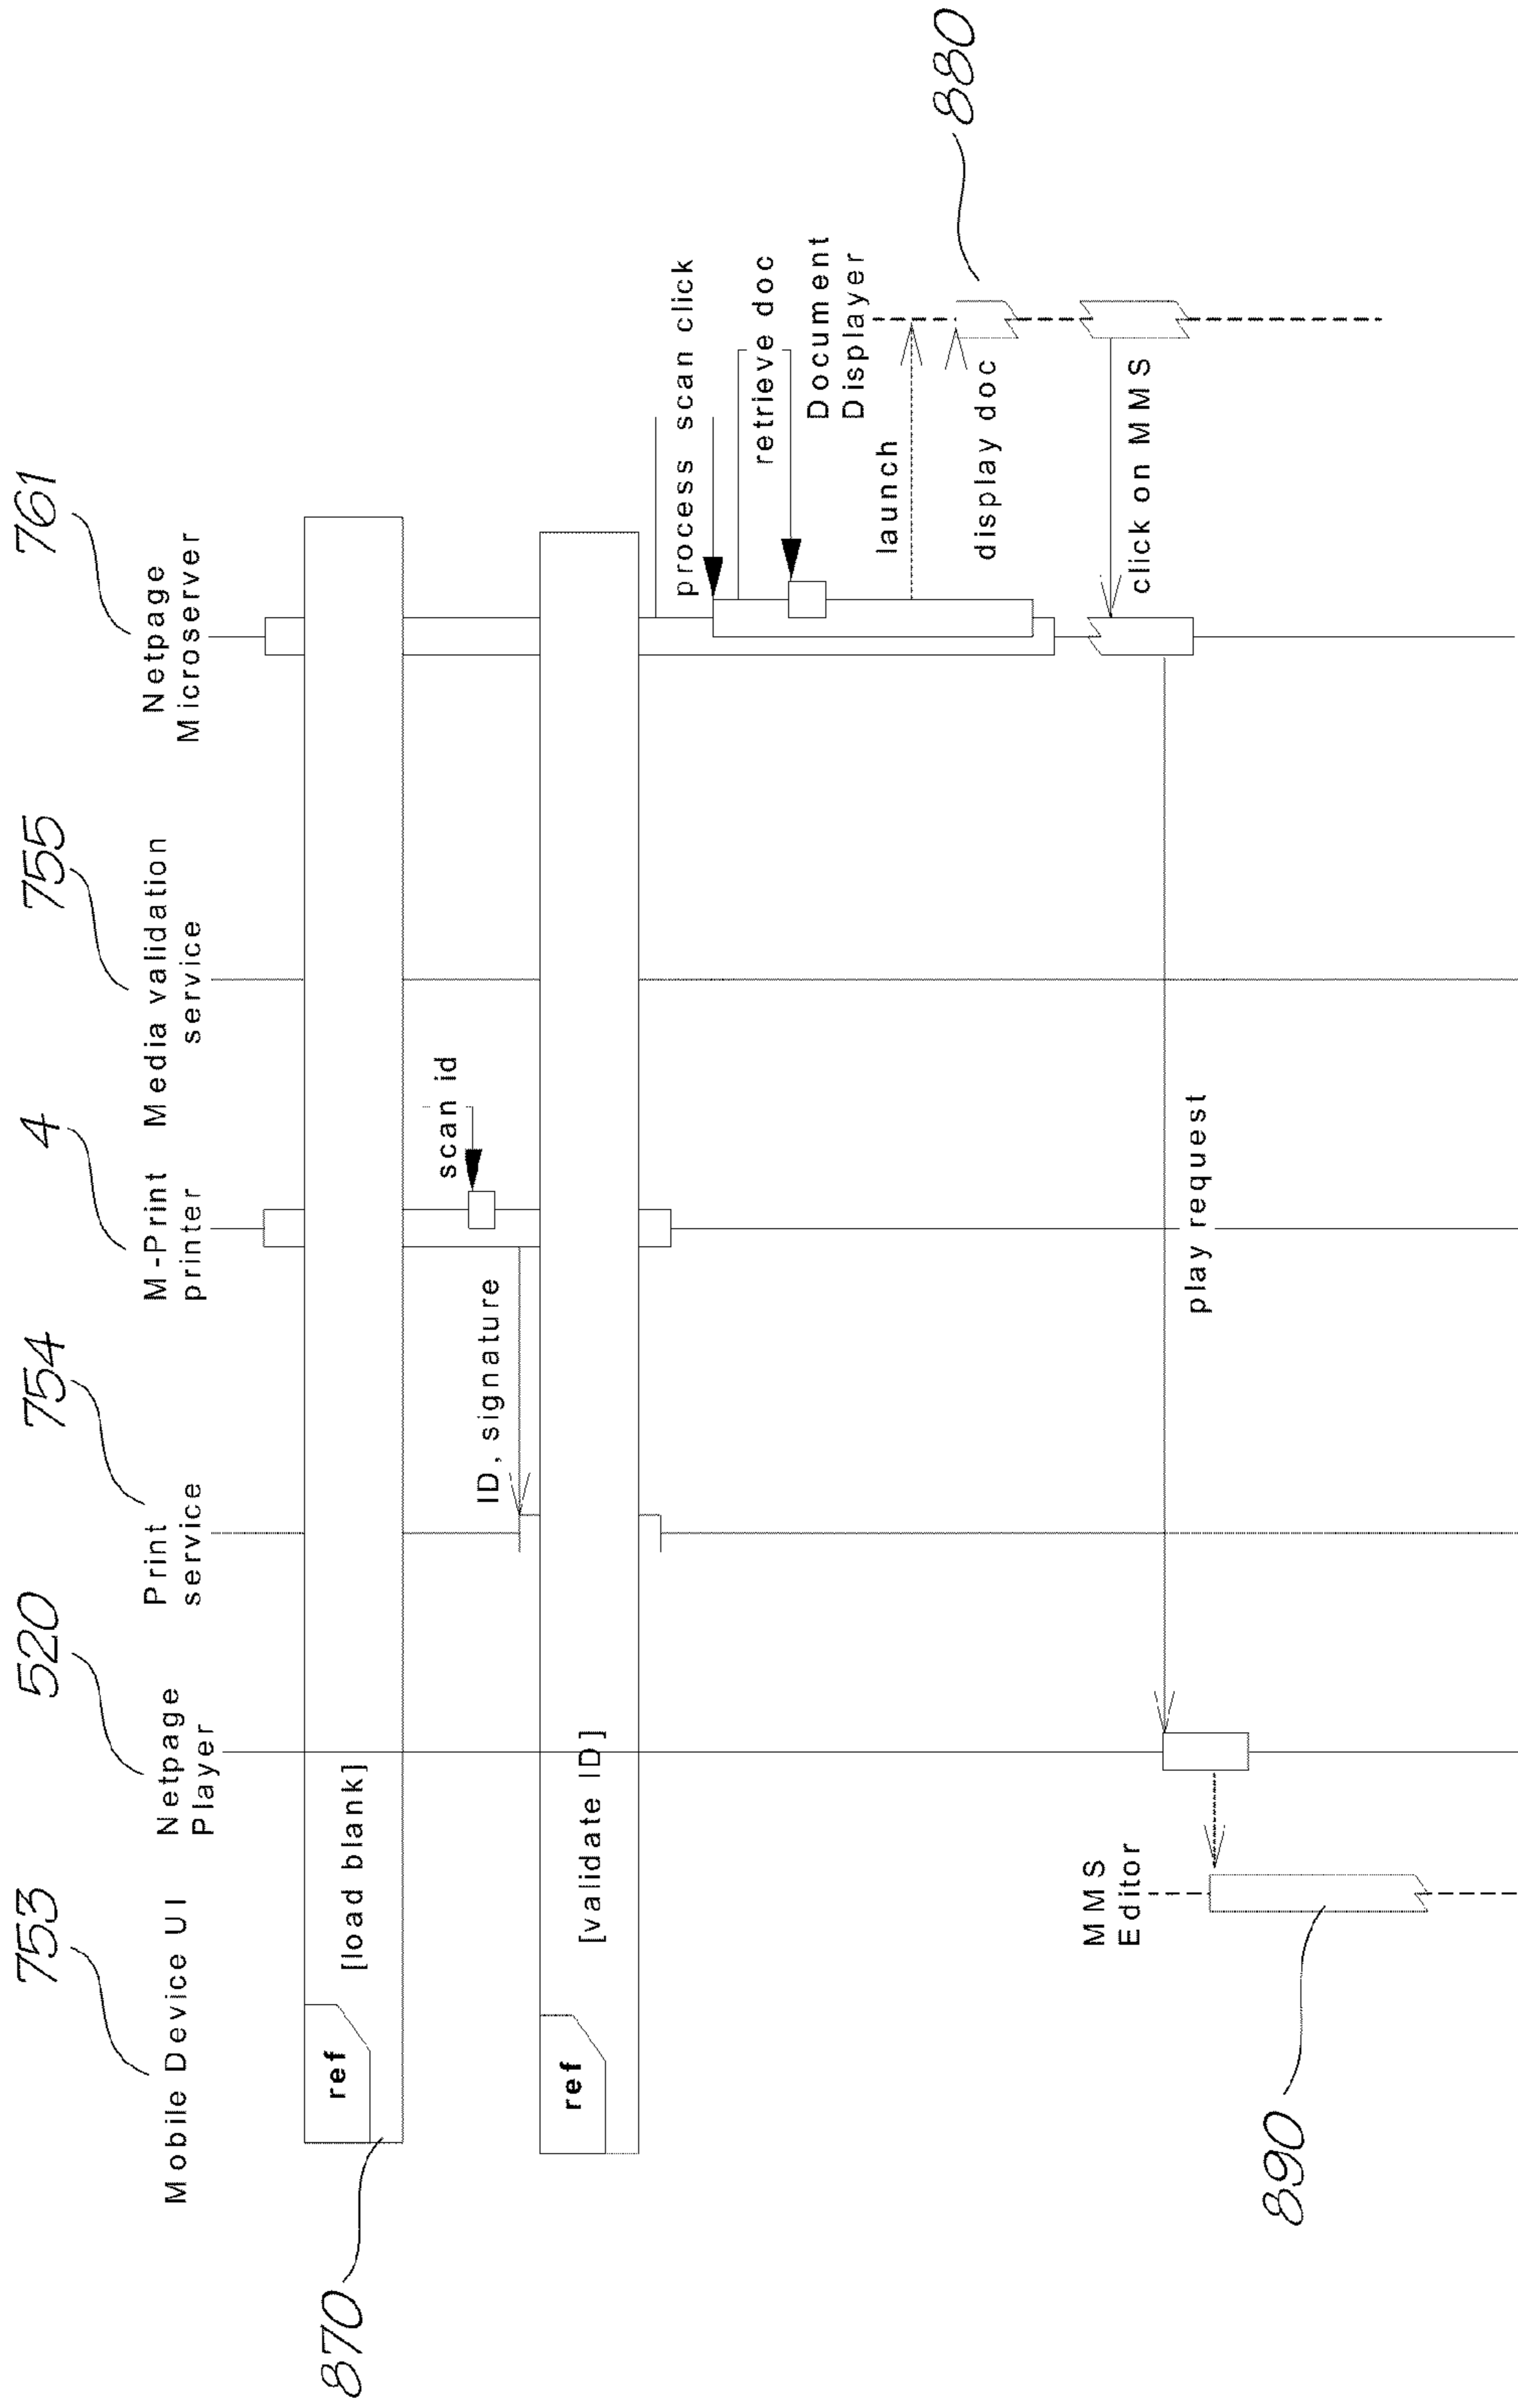 753
520
754
4
755
761
Mobile Device UI
Netpage
Player
Print
service
M-Print
printer
Media validation
service
Netpage
Microserver
870
ref
[load blank]
scan id
ID, signature
ref
[validate ID]
process scan click
retrieve doc
Document
Displayer
launch
880
display doc
click on MMS
play request
MMS
Editor
890